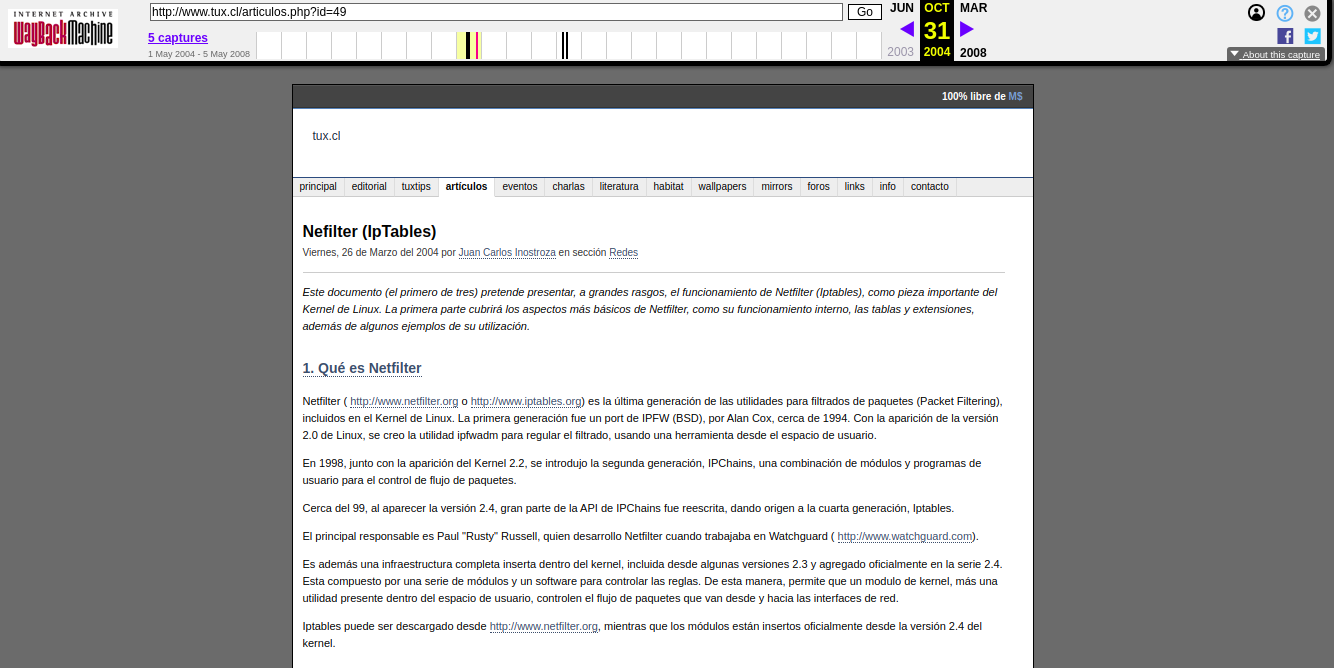 INTERNET ARCHIVE
WayBackMachine
http://www.tux.cl/articulos.php?id=49
Go
JUN OCT MAR
5 captures
31
1 May 2004 - 5 May 2008
2003 2004 2008
About this capture
100% libre de M$
tux.cl
principal editorial tuxtips artículos eventos charlas literatura habitat wallpapers mirrors foros links info contacto
Nefilter (IpTables)
Viernes, 26 de Marzo del 2004 por Juan Carlos Inostroza en sección Redes
Este documento (el primero de tres) pretende presentar, a grandes rasgos, el funcionamiento de Netfilter (Iptables), como pieza importante del
Kernel de Linux. La primera parte cubrirá los aspectos más básicos de Netfilter, como su funcionamiento interno, las tablas y extensiones,
además de algunos ejemplos de su utilización.
1. Qué es Netfilter
Netfilter ( http://www.netfilter.org o http://www.iptables.org) es la última generación de las utilidades para filtrados de paquetes (Packet Filtering),
incluidos en el Kernel de Linux. La primera generación fue un port de IPFW (BSD), por Alan Cox, cerca de 1994. Con la aparición de la versión
2.0 de Linux, se creo la utilidad ipfwadm para regular el filtrado, usando una herramienta desde el espacio de usuario.
En 1998, junto con la aparición del Kernel 2.2, se introdujo la segunda generación, IPChains, una combinación de módulos y programas de
usuario para el control de flujo de paquetes.
Cerca del 99, al aparecer la versión 2.4, gran parte de la API de IPChains fue reescrita, dando origen a la cuarta generación, Iptables.
El principal responsable es Paul "Rusty" Russell, quien desarrollo Netfilter cuando trabajaba en Watchguard ( http://www.watchguard.com).
Es además una infraestructura completa inserta dentro del kernel, incluida desde algunas versiones 2.3 y agregado oficialmente en la serie 2.4.
Esta compuesto por una serie de módulos y un software para controlar las reglas. De esta manera, permite que un modulo de kernel, más una
utilidad presente dentro del espacio de usuario, controlen el flujo de paquetes que van desde y hacia las interfaces de red.
Iptables puede ser descargado desde http://www.netfilter.org, mientras que los módulos están insertos oficialmente desde la versión 2.4 del
kernel.